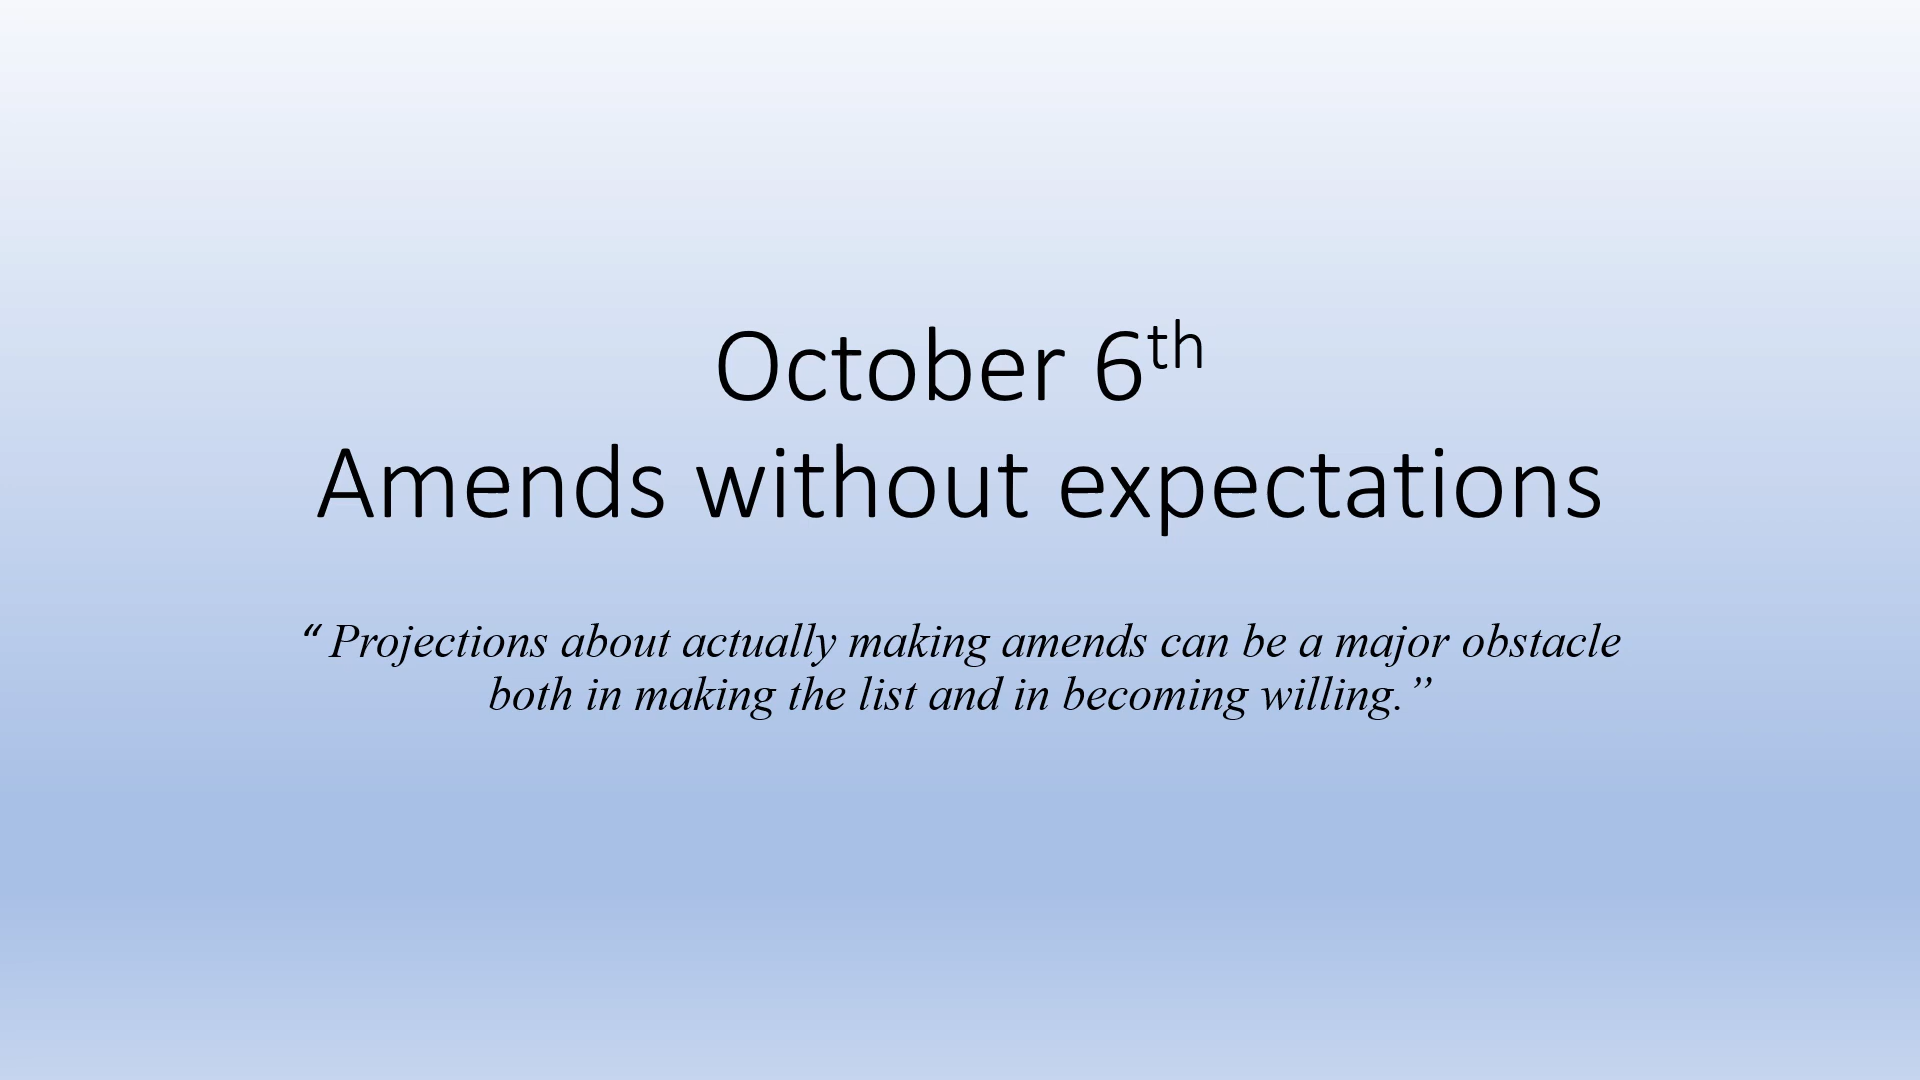 October 6th
Amends without expectations
“ Projections about actually making amends can be a major obstacle
both in making the list and in becoming willing.”